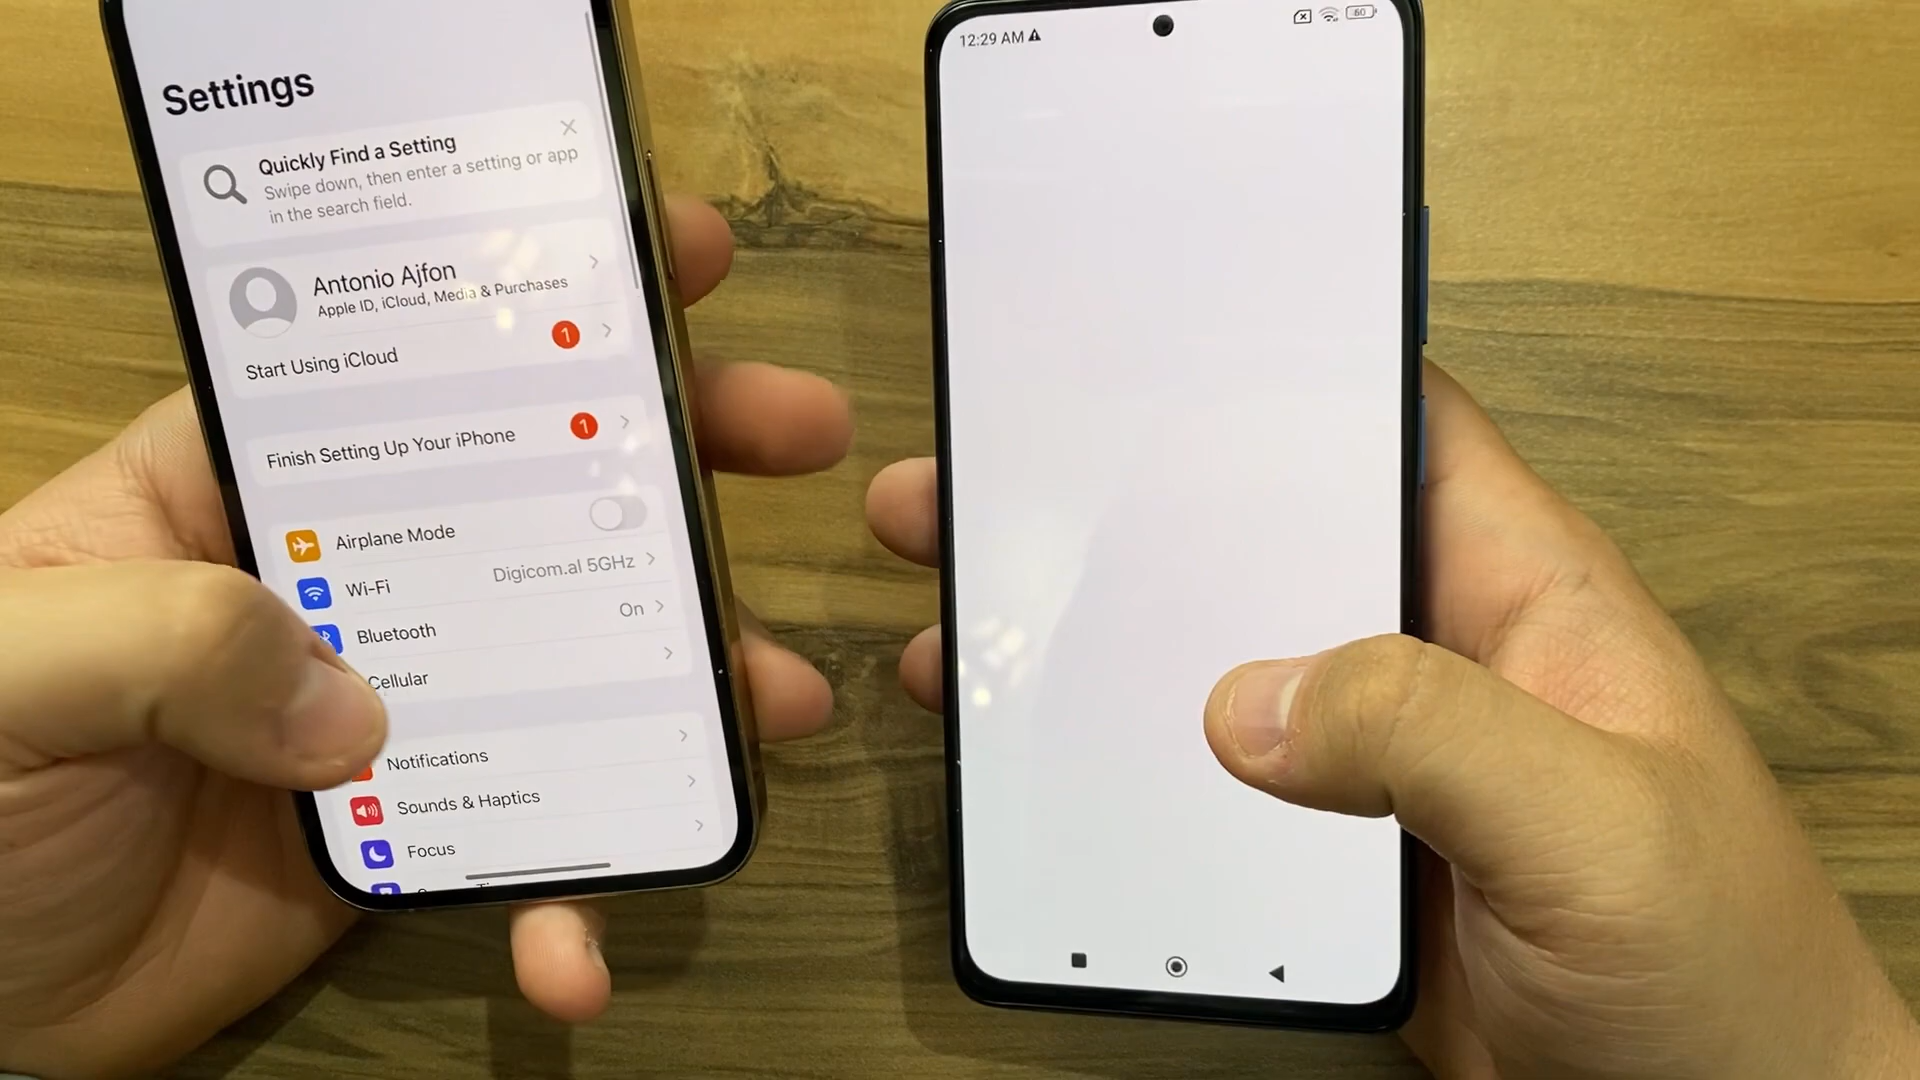 Settings
Quickly Find a Setting
Swipe down, then enter a setting or app
in the search field.
Antonio Ajfon
Apple ID, iCloud, Media & Purchases
Start Using iCloud
1
Finish Setting Up Your iPhone
1
Airplane Mode
Wi-Fi
Digicom.al 5GHz
Bluetooth
On
Cellular
Notifications
Sounds & Haptics
Focus
12:29 AM
60